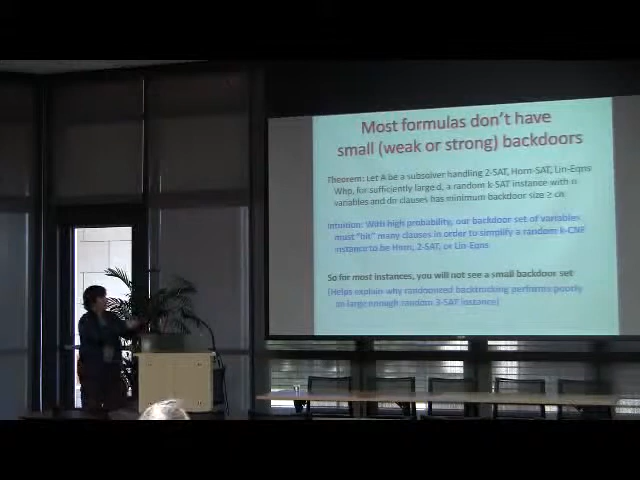 Most formulas don't have
small (weak or strong) backdoors
Theorem: Let A be a subsolver handling 2-SAT, Horn-SAT, Lin-Eqns
Whp, for sufficiently large d, a random k-SAT instance with n
variables and dn clauses has minimum backdoor size ≥ cn
Intuition: With high probability, our backdoor set of variables
must "hit" many clauses in order to simplify a random k-CNF
instance to be Horn, 2-SAT, or Lin-Eqns
So for most instances, you will not see a small backdoor set
(Helps explain why randomized backtracking performs poorly
on large enough random 3-SAT instance)